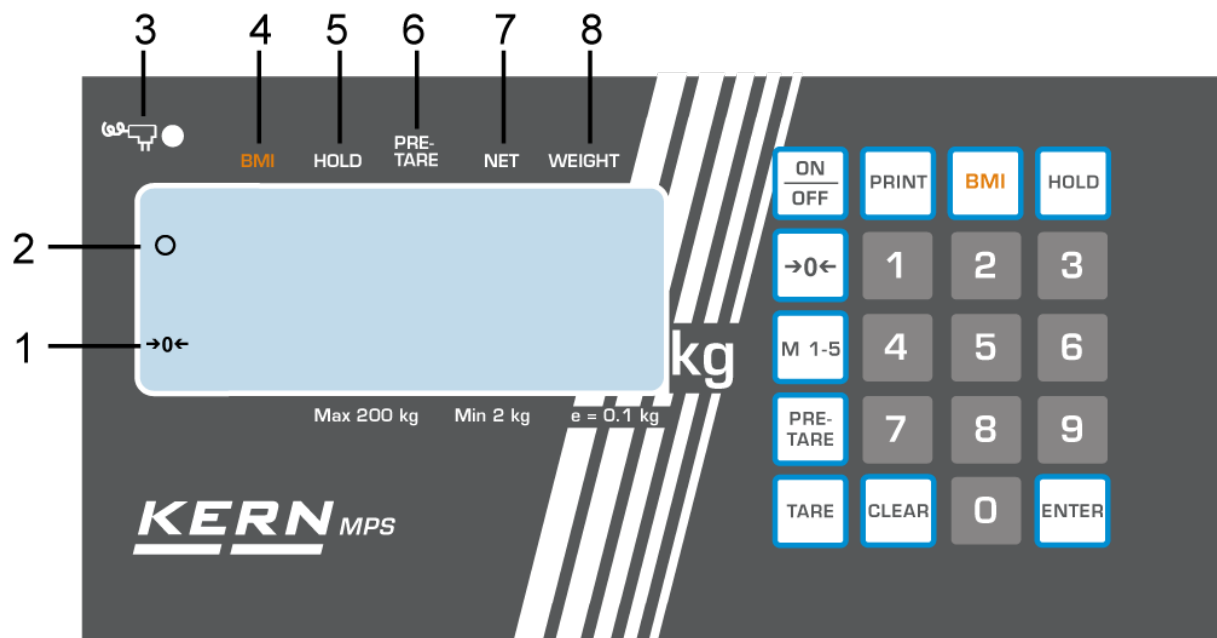 3 4 5 6 7 8
BMI HOLD PRE-TARE NET WEIGHT
2
1 →0←
kg
Max 200 kg Min 2 kg e = 0.1 kg
KERN MPS
ON OFF PRINT BMI HOLD
→0← 1 2 3
M 1-5 4 5 6
PRE-TARE 7 8 9
TARE CLEAR 0 ENTER